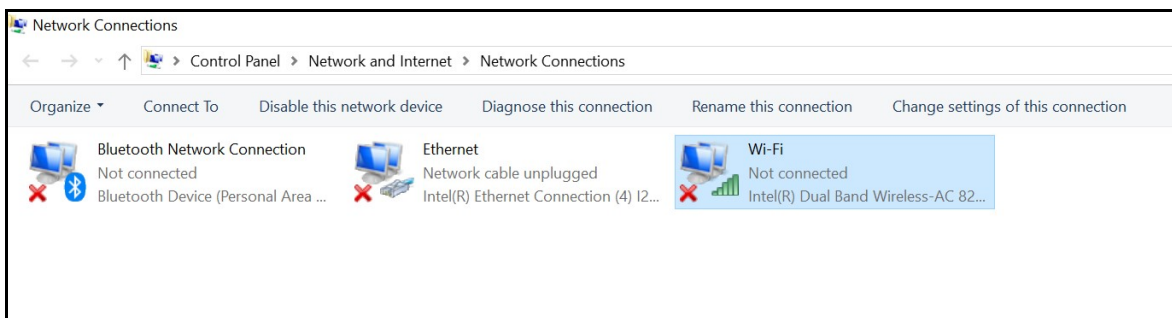 Network Connections
Control Panel > Network and Internet > Network Connections
Organize Connect To Disable this network device Diagnose this connection Rename this connection Change settings of this connection
Bluetooth Network Connection
Not connected
Bluetooth Device (Personal Area ...
Ethernet
Network cable unplugged
Intel(R) Ethernet Connection (4) I2...
Wi-Fi
Not connected
Intel(R) Dual Band Wireless-AC 82...